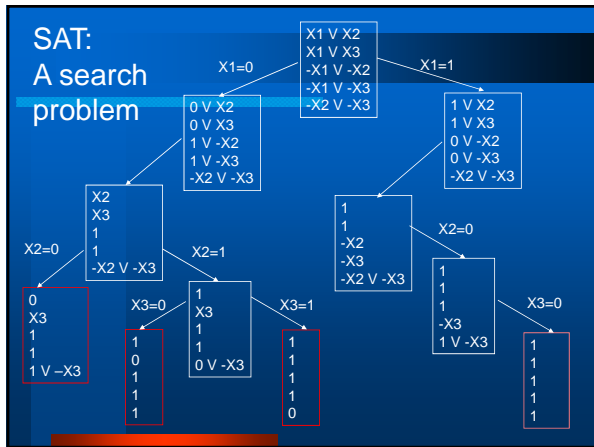 SAT:
A search
problem
X1 V X2
X1 V X3
-X1 V -X2
-X1 V -X3
-X2 V -X3
X1=0
X1=1
0 V X2
0 V X3
1 V -X2
1 V -X3
-X2 V -X3
1 V X2
1 V X3
0 V -X2
0 V -X3
-X2 V -X3
X2
X3
1
1
-X2 V -X3
1
1
-X2
-X3
-X2 V -X3
X2=0
X2=1
X2=0
0
X3
1
1
1 V –X3
1
X3
1
1
0 V -X3
1
1
1
-X3
1 V -X3
X3=0
X3=1
X3=0
1
0
1
1
1
1
1
1
1
0
1
1
1
1
1